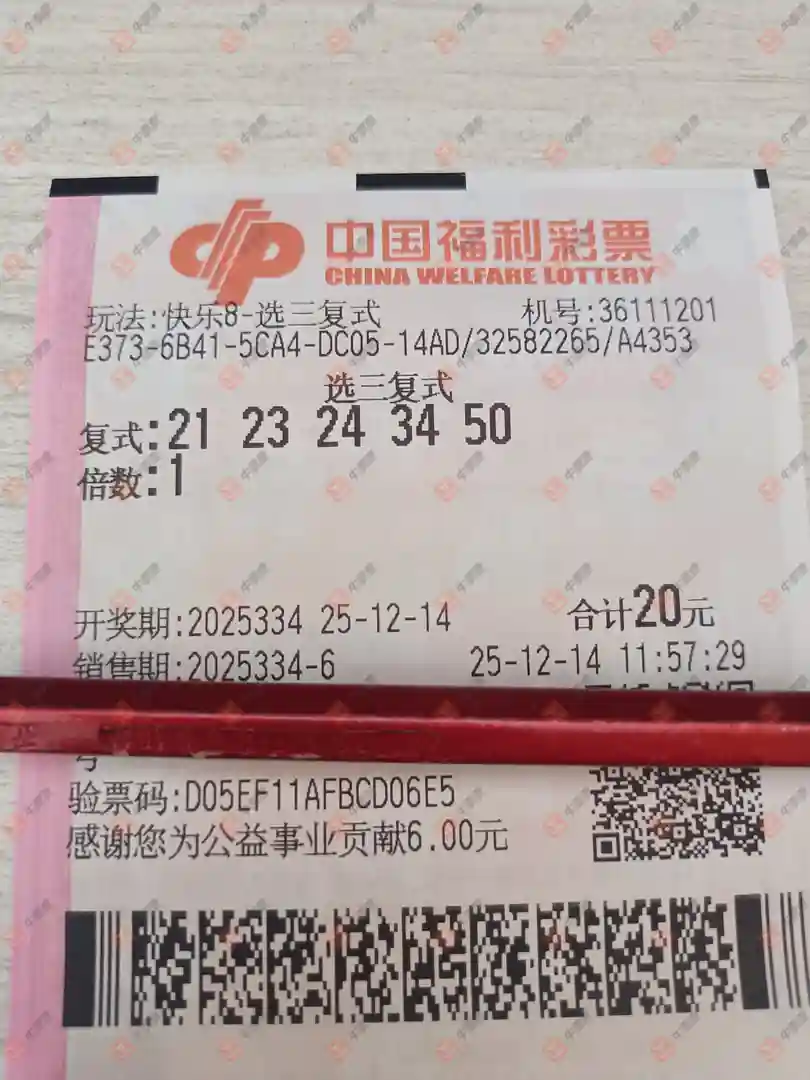 中国福利彩票
CHINA WELFARE LOTTERY
玩法:快乐8-选三复式 机号:36111201
E373-6B41-5CA4-DC05-14AD/32582265/A4353
选三复式
复式:21 23 24 34 50
倍数:1
开奖期:2025334 25-12-14 合计20元
销售期:2025334-6 25-12-14 11:57:29
号
验票码:D05EF11AFBCD06E5
感谢您为公益事业贡献6.00元